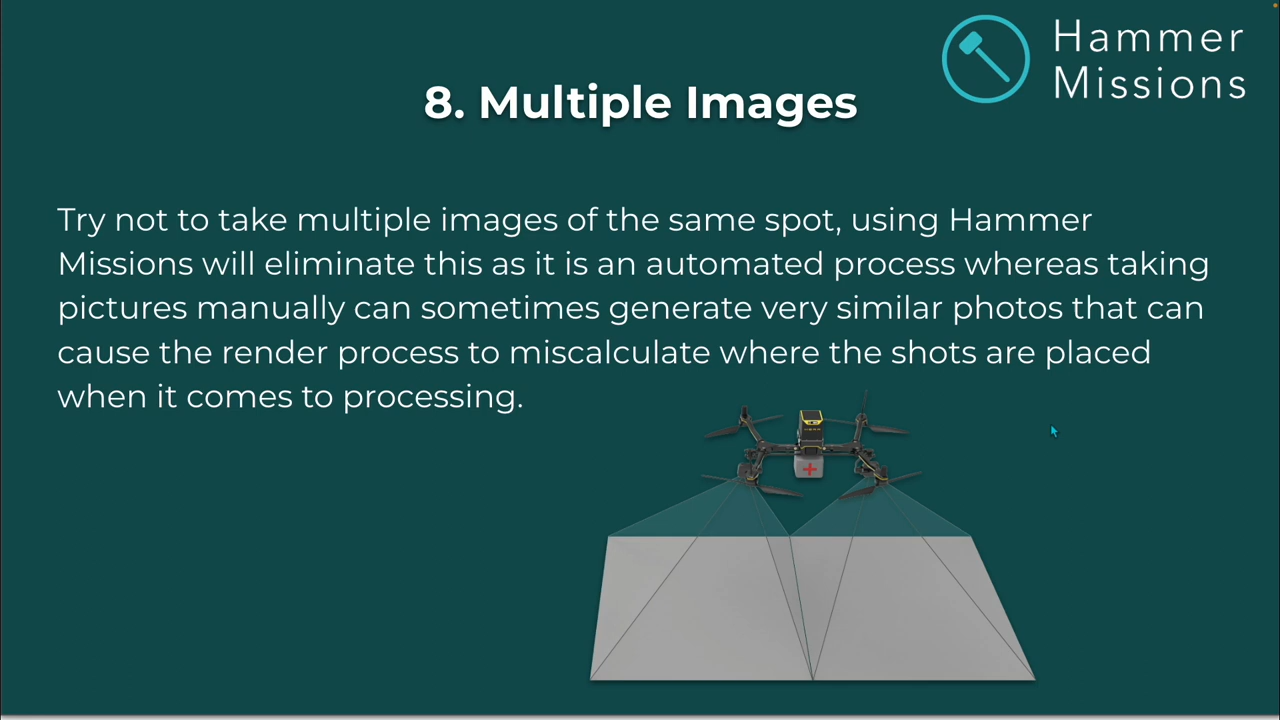 Hammer
Missions
8. Multiple Images
Try not to take multiple images of the same spot, using Hammer
Missions will eliminate this as it is an automated process whereas taking
pictures manually can sometimes generate very similar photos that can
cause the render process to miscalculate where the shots are placed
when it comes to processing.